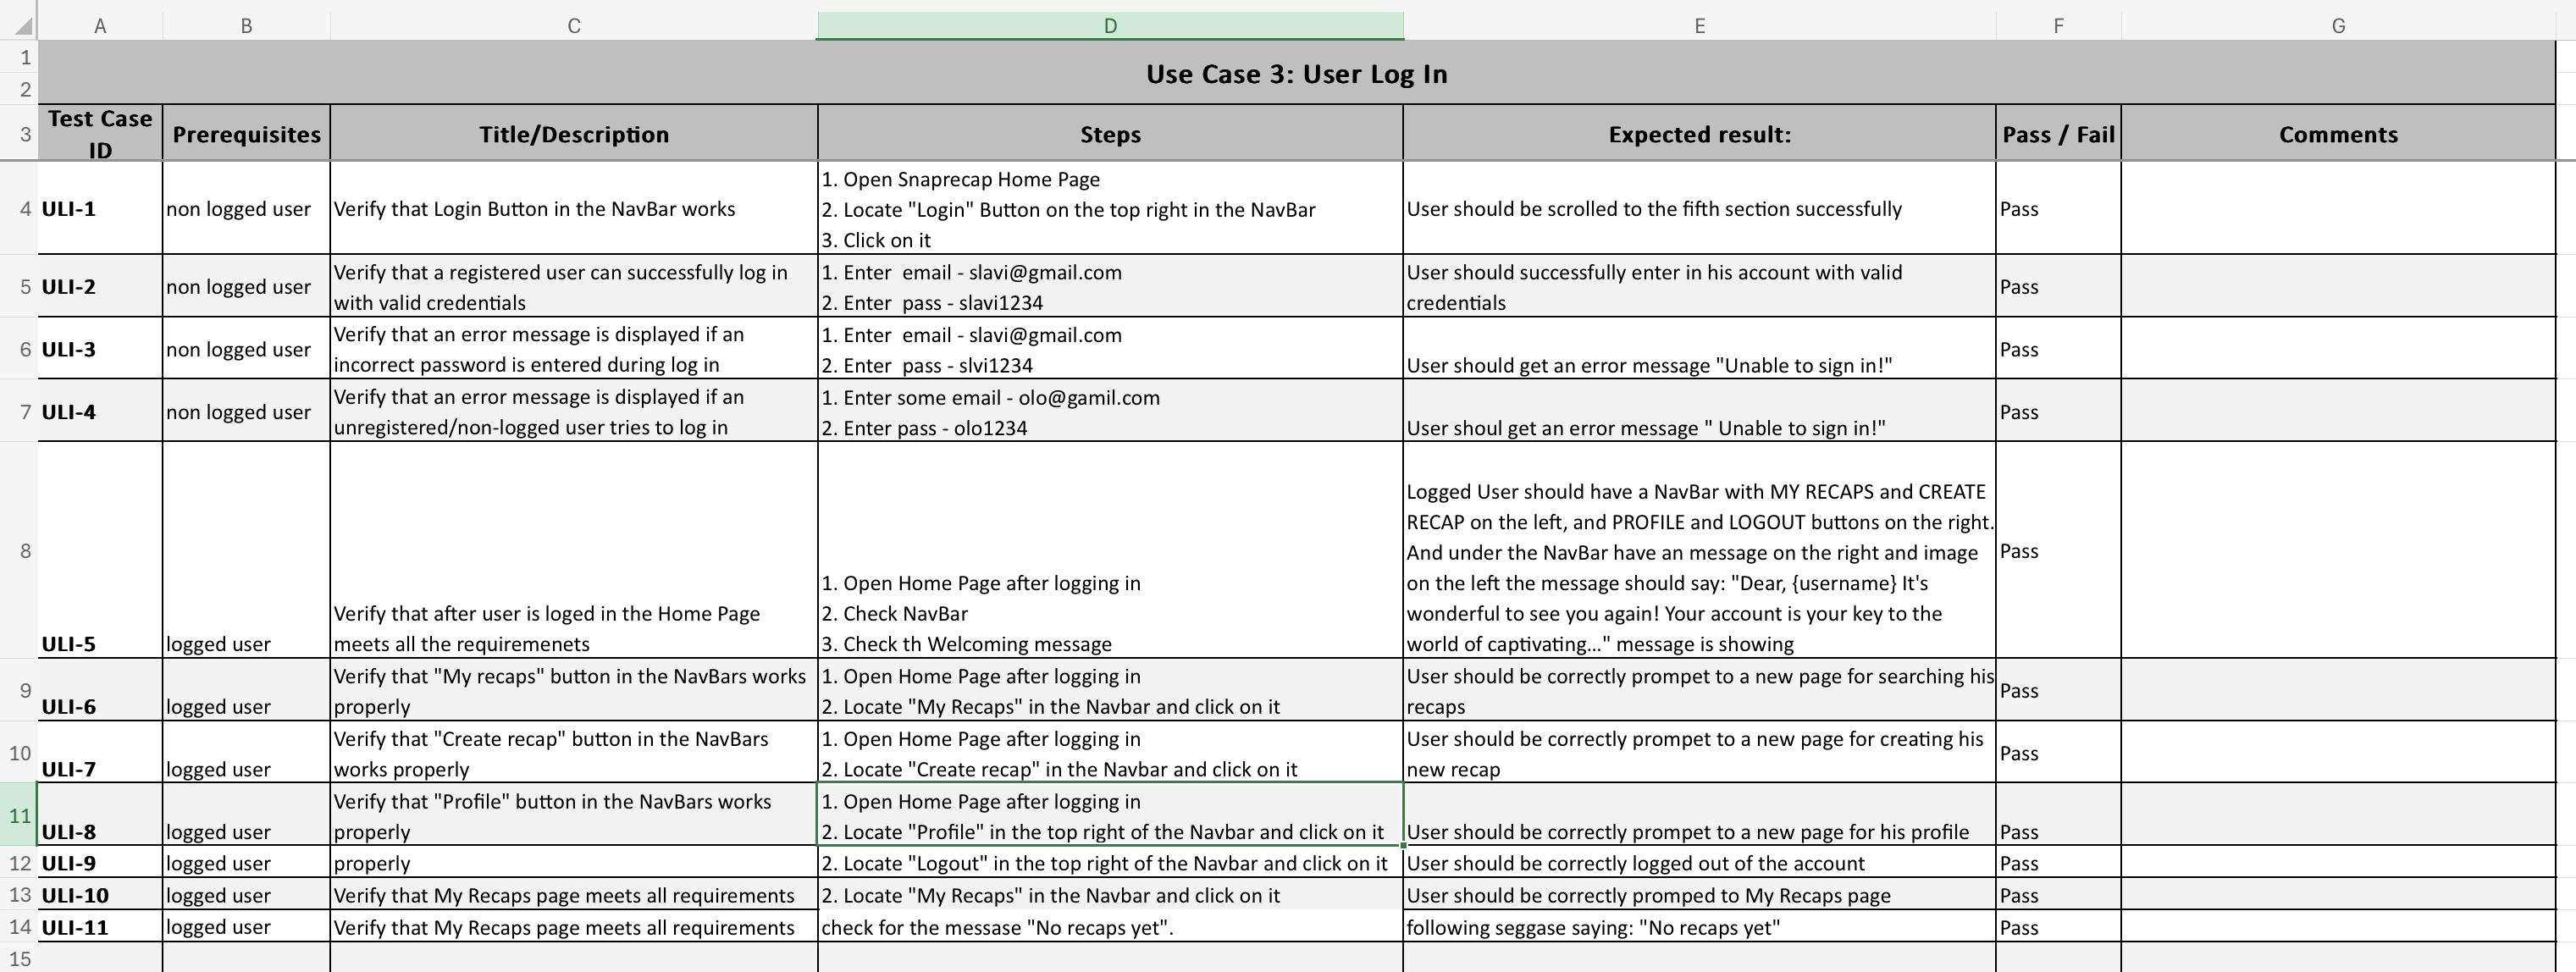 A B C D E F G
1
2
Use Case 3: User Log In
3 Test Case ID Prerequisites Title/Description Steps Expected result: Pass / Fail Comments
4 ULI-1 non logged user Verify that Login Button in the NavBar works
1. Open Snaprecap Home Page
2. Locate "Login" Button on the top right in the NavBar
3. Click on it
User should be scrolled to the fifth section successfully
Pass
5 ULI-2 non logged user
Verify that a registered user can successfully log in
with valid credentials
1. Enter  email - slavi@gmail.com
2. Enter  pass - slavi1234
User should successfully enter in his account with valid
credentials
Pass
6 ULI-3 non logged user
Verify that an error message is displayed if an
incorrect password is entered during log in
1. Enter  email - slavi@gmail.com
2. Enter  pass - slvi1234
User should get an error message "Unable to sign in!"
Pass
7 ULI-4 non logged user
Verify that an error message is displayed if an
unregistered/non-logged user tries to log in
1. Enter some email - olo@gamil.com
2. Enter pass - olo1234
User shoul get an error message " Unable to sign in!"
Pass
8 ULI-5 logged user
Verify that after user is loged in the Home Page
meets all the requiremenets
1. Open Home Page after logging in
2. Check NavBar
3. Check th Welcoming message
Logged User should have a NavBar with MY RECAPS and CREATE
RECAP on the left, and PROFILE and LOGOUT buttons on the right.
And under the NavBar have an message on the right and image
on the left the message should say: "Dear, {username} It's
wonderful to see you again! Your account is your key to the
world of captivating..." message is showing
Pass
9 ULI-6 logged user
Verify that "My recaps" button in the NavBars works
properly
1. Open Home Page after logging in
2. Locate "My Recaps" in the Navbar and click on it
User should be correctly prompet to a new page for searching his
recaps
Pass
10 ULI-7 logged user
Verify that "Create recap" button in the NavBars
works properly
1. Open Home Page after logging in
2. Locate "Create recap" in the Navbar and click on it
User should be correctly prompet to a new page for creating his
new recap
Pass
11 ULI-8 logged user
Verify that "Profile" button in the NavBars works
properly
1. Open Home Page after logging in
2. Locate "Profile" in the top right of the Navbar and click on it
User should be correctly prompet to a new page for his profile
Pass
12 ULI-9 logged user properly 2. Locate "Logout" in the top right of the Navbar and click on it User should be correctly logged out of the account Pass
13 ULI-10 logged user Verify that My Recaps page meets all requirements 2. Locate "My Recaps" in the Navbar and click on it User should be correctly promped to My Recaps page Pass
14 ULI-11 logged user Verify that My Recaps page meets all requirements check for the messase "No recaps yet". following seggase saying: "No recaps yet" Pass
15